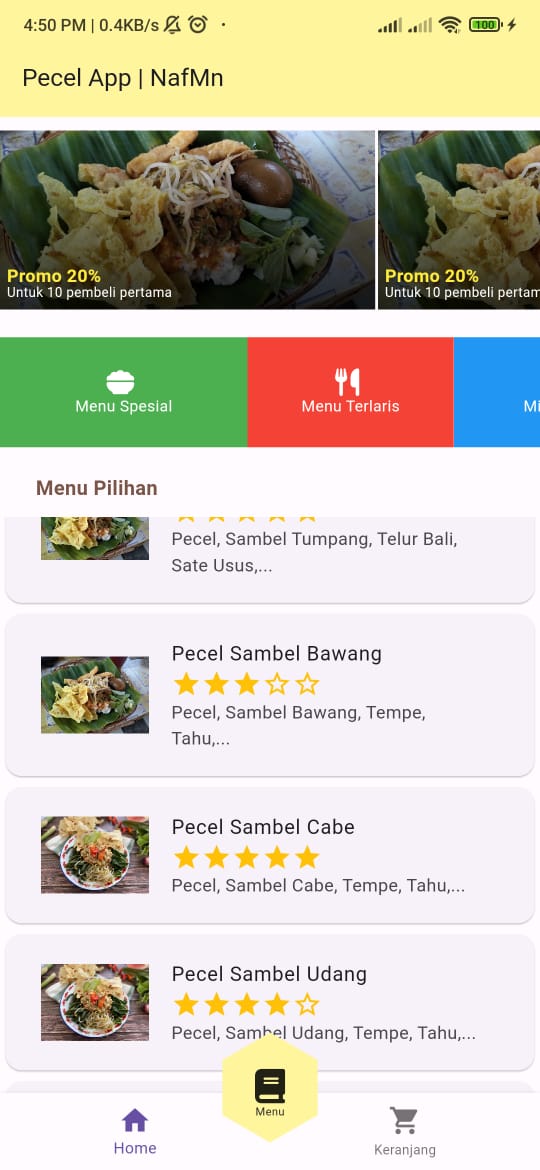 4:50 PM | 0.4KB/s
100
Pecel App | NafMn
Promo 20%
Untuk 10 pembeli pertama
Promo 20%
Untuk 10 pembeli pertam
Menu Spesial
Menu Terlaris
Mi
Menu Pilihan
Pecel, Sambel Tumpang, Telur Bali,
Sate Usus,...
Pecel Sambel Bawang
Pecel, Sambel Bawang, Tempe,
Tahu,...
Pecel Sambel Cabe
Pecel, Sambel Cabe, Tempe, Tahu,...
Pecel Sambel Udang
Pecel, Sambel Udang, Tempe, Tahu,...
Menu
Home
Keranjang